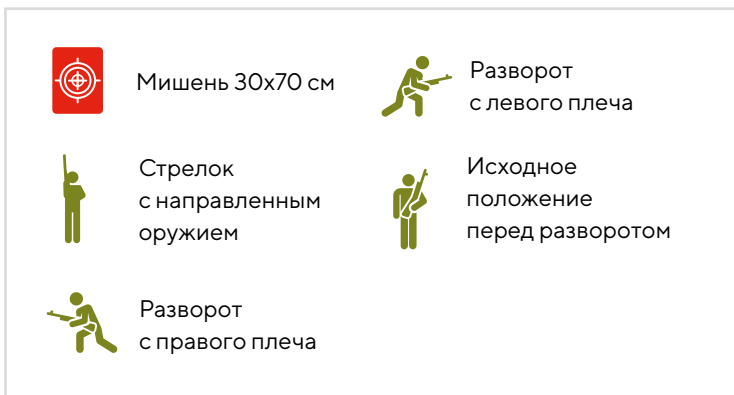 Мишень 30х70 см
Стрелок
с направленным
оружием
Разворот
с правого плеча
Разворот
с левого плеча
Исходное
положение
перед разворотом